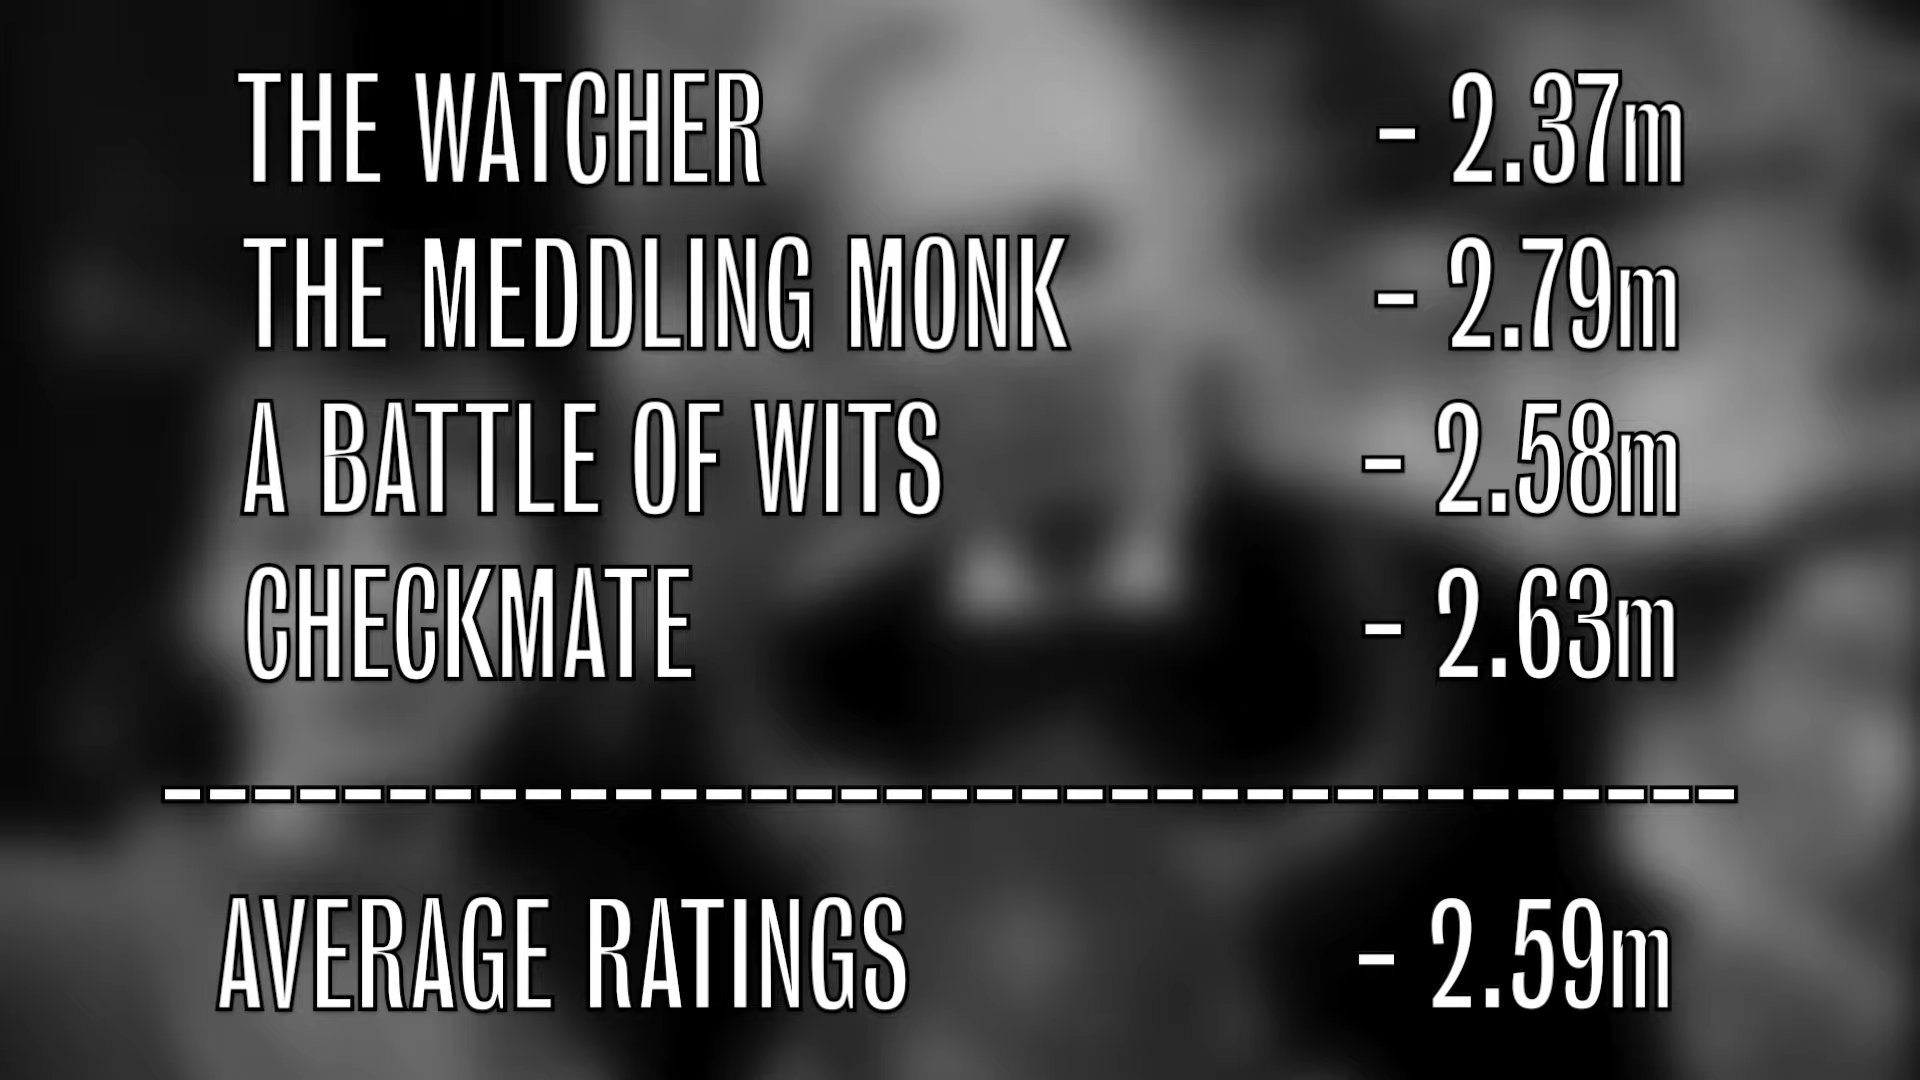 THE WATCHER - 2.37m
THE MEDDLING MONK - 2.79m
A BATTLE OF WITS - 2.58m
CHECKMATE - 2.63m
-----------------------------------
AVERAGE RATINGS - 2.59m